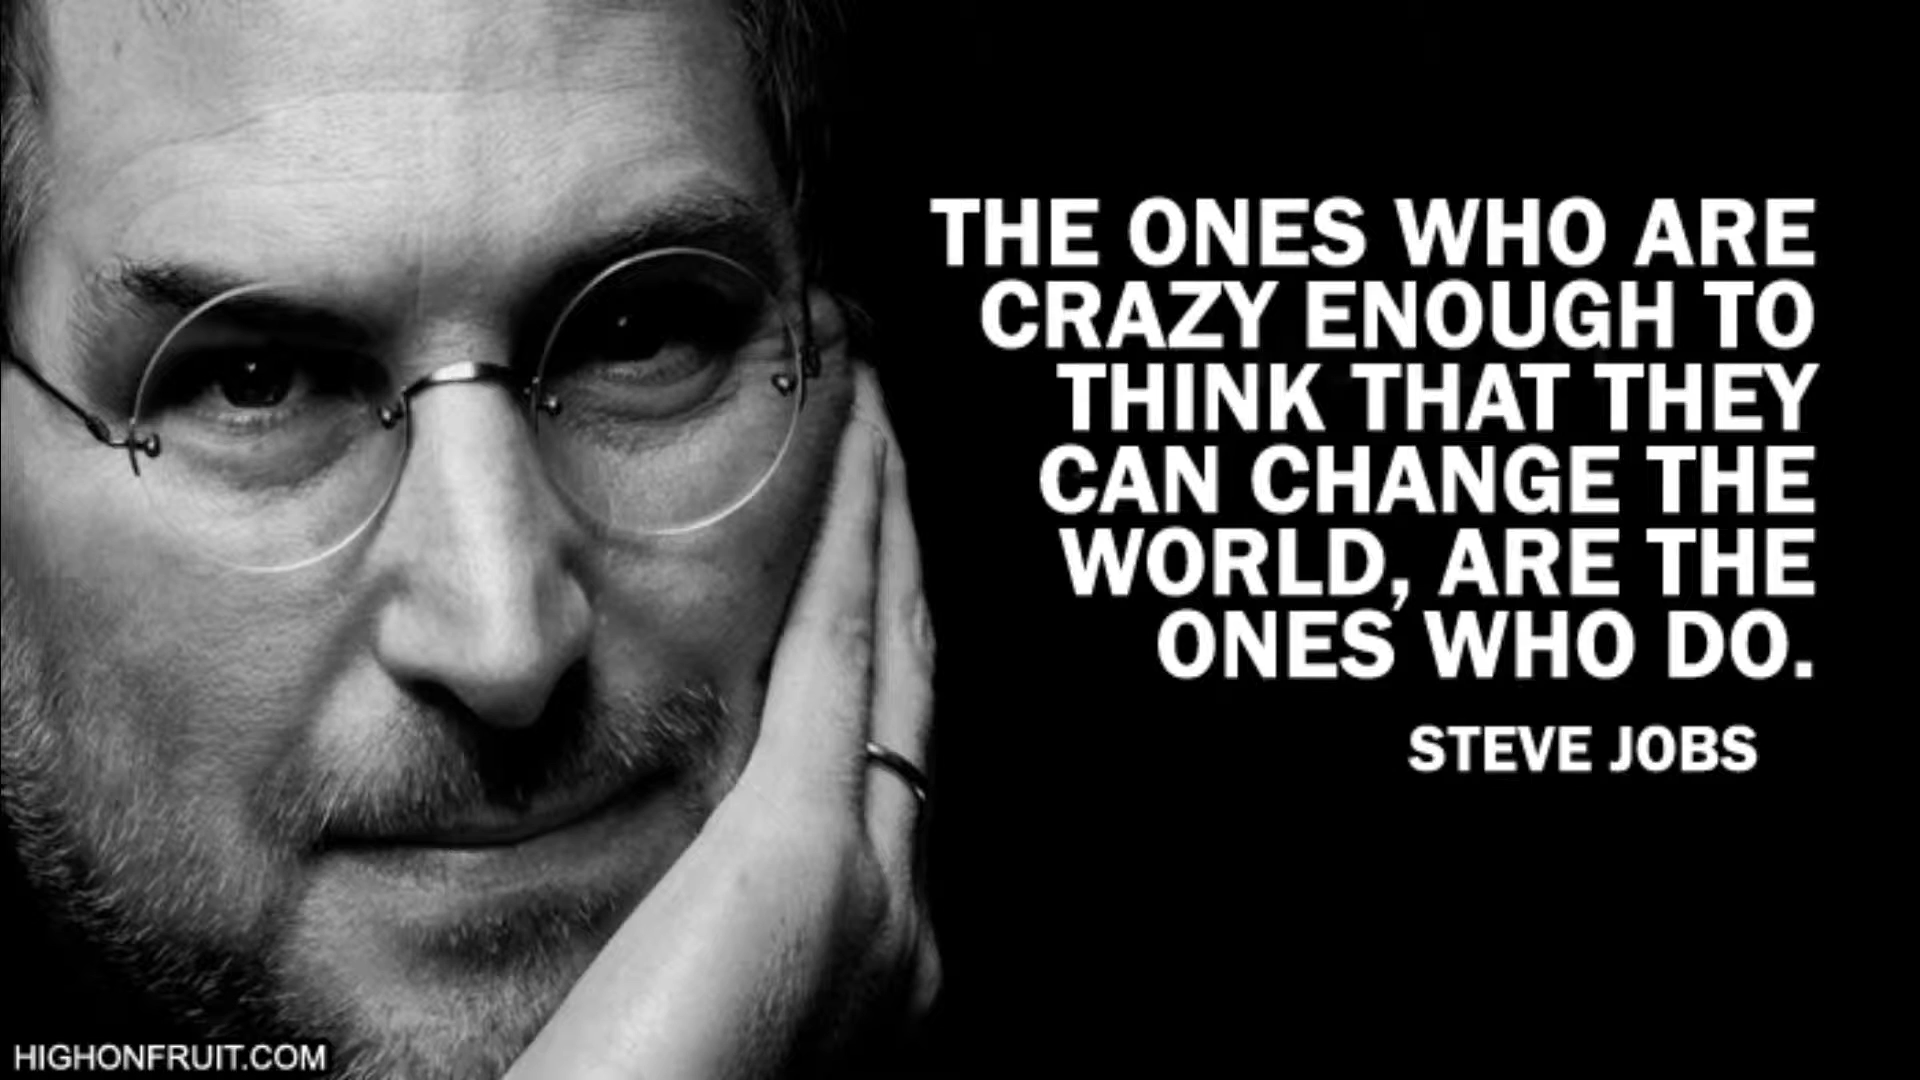 THE ONES WHO ARE
CRAZY ENOUGH TO
THINK THAT THEY
CAN CHANGE THE
WORLD, ARE THE
ONES WHO DO.
STEVE JOBS
HIGHONFRUIT.COM